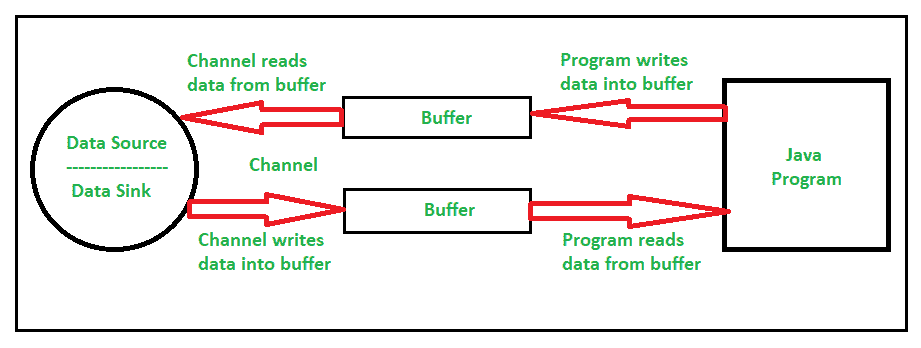 Channel reads
data from buffer
Program writes
data into buffer
Buffer
Data Source
-----------------
Data Sink
Channel
Java
Program
Buffer
Channel writes
data into buffer
Program reads
data from buffer